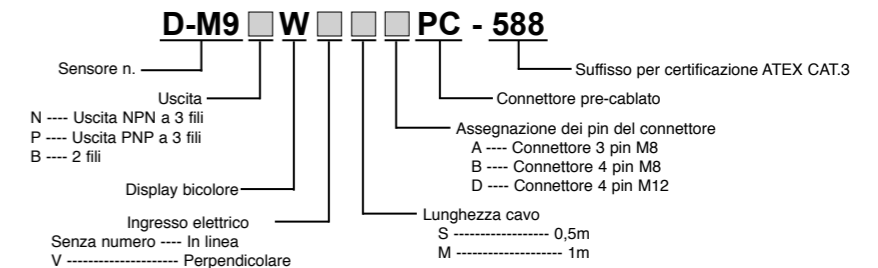 D-M9 W PC - 588
Sensore n.
Suffisso per certificazione ATEX CAT.3
Uscita
N ---- Uscita NPN a 3 fili
P ---- Uscita PNP a 3 fili
B ---- 2 fili
Connettore pre-cablato
Assegnazione dei pin del connettore
A ---- Connettore 3 pin M8
B ---- Connettore 4 pin M8
D ---- Connettore 4 pin M12
Display bicolore
Ingresso elettrico
Senza numero ---- In linea
V --------------------- Perpendicolare
Lunghezza cavo
S ------------------ 0,5m
M -------------------- 1m